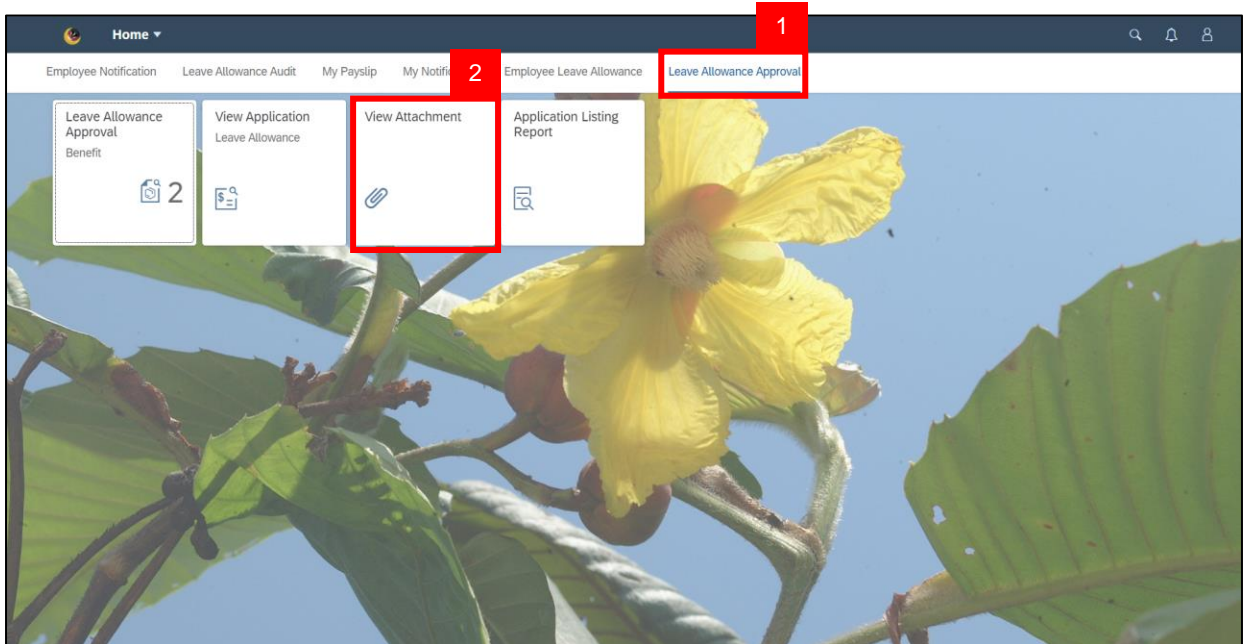 1
Home
2
Employee Notification Leave Allowance Audit My Payslip My Notific Employee Leave Allowance Leave Allowance Approval
Leave Allowance
Approval
Benefit
2
View Application
Leave Allowance
View Attachment
Application Listing
Report